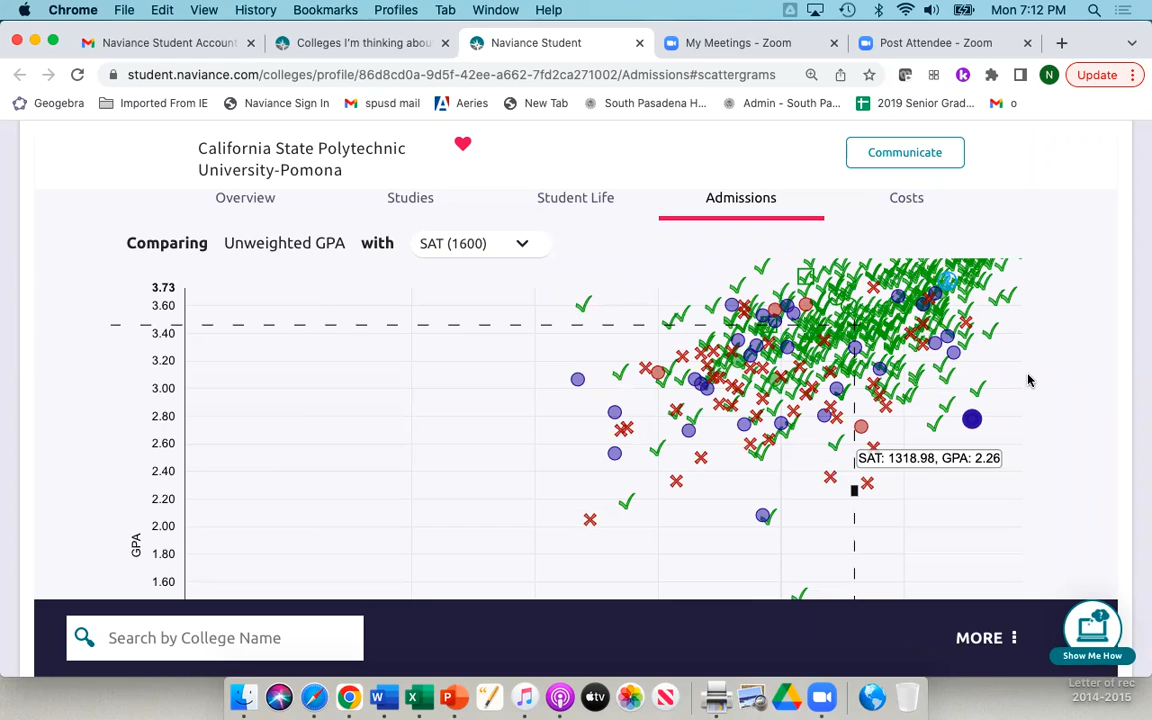 Chrome File Edit View History Bookmarks Profiles Tab Window Help Mon 7:12 PM
Naviance Student Account Colleges I'm thinking abou Naviance Student My Meetings - Zoom Post Attendee - Zoom
student.naviance.com/colleges/profile/86d8cd0a-9d5f-42ee-a662-7fd2ca271002/Admissions#scattergrams k N Update
Geogebra Imported From IE Naviance Sign In spusd mail Aeries New Tab South Pasadena H... Admin - South Pa... 2019 Senior Grad... o
California State Polytechnic
University-Pomona
Communicate
Overview Studies Student Life Admissions Costs
Comparing Unweighted GPA with SAT (1600)
3.73
3.60
3.40
3.20
3.00
2.80
2.60
2.40
2.20
2.00
1.80
1.60
GPA
SAT: 1318.98, GPA: 2.26
Search by College Name
MORE
Show Me How
Letter of rec
2014-2015